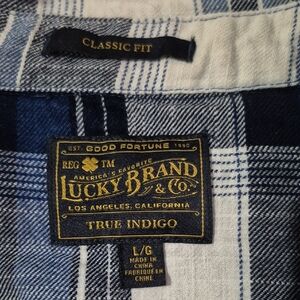 CLASSIC FIT
EST. GOOD FORTUNE 1990
REG TM
AMERICA'S FAVORITE
LUCKY BRAND
& Co.
LOS ANGELES, CALIFORNIA
TRUE INDIGO
L/G
MADE IN
CHINA
FABRIQUÉ EN
CHINE